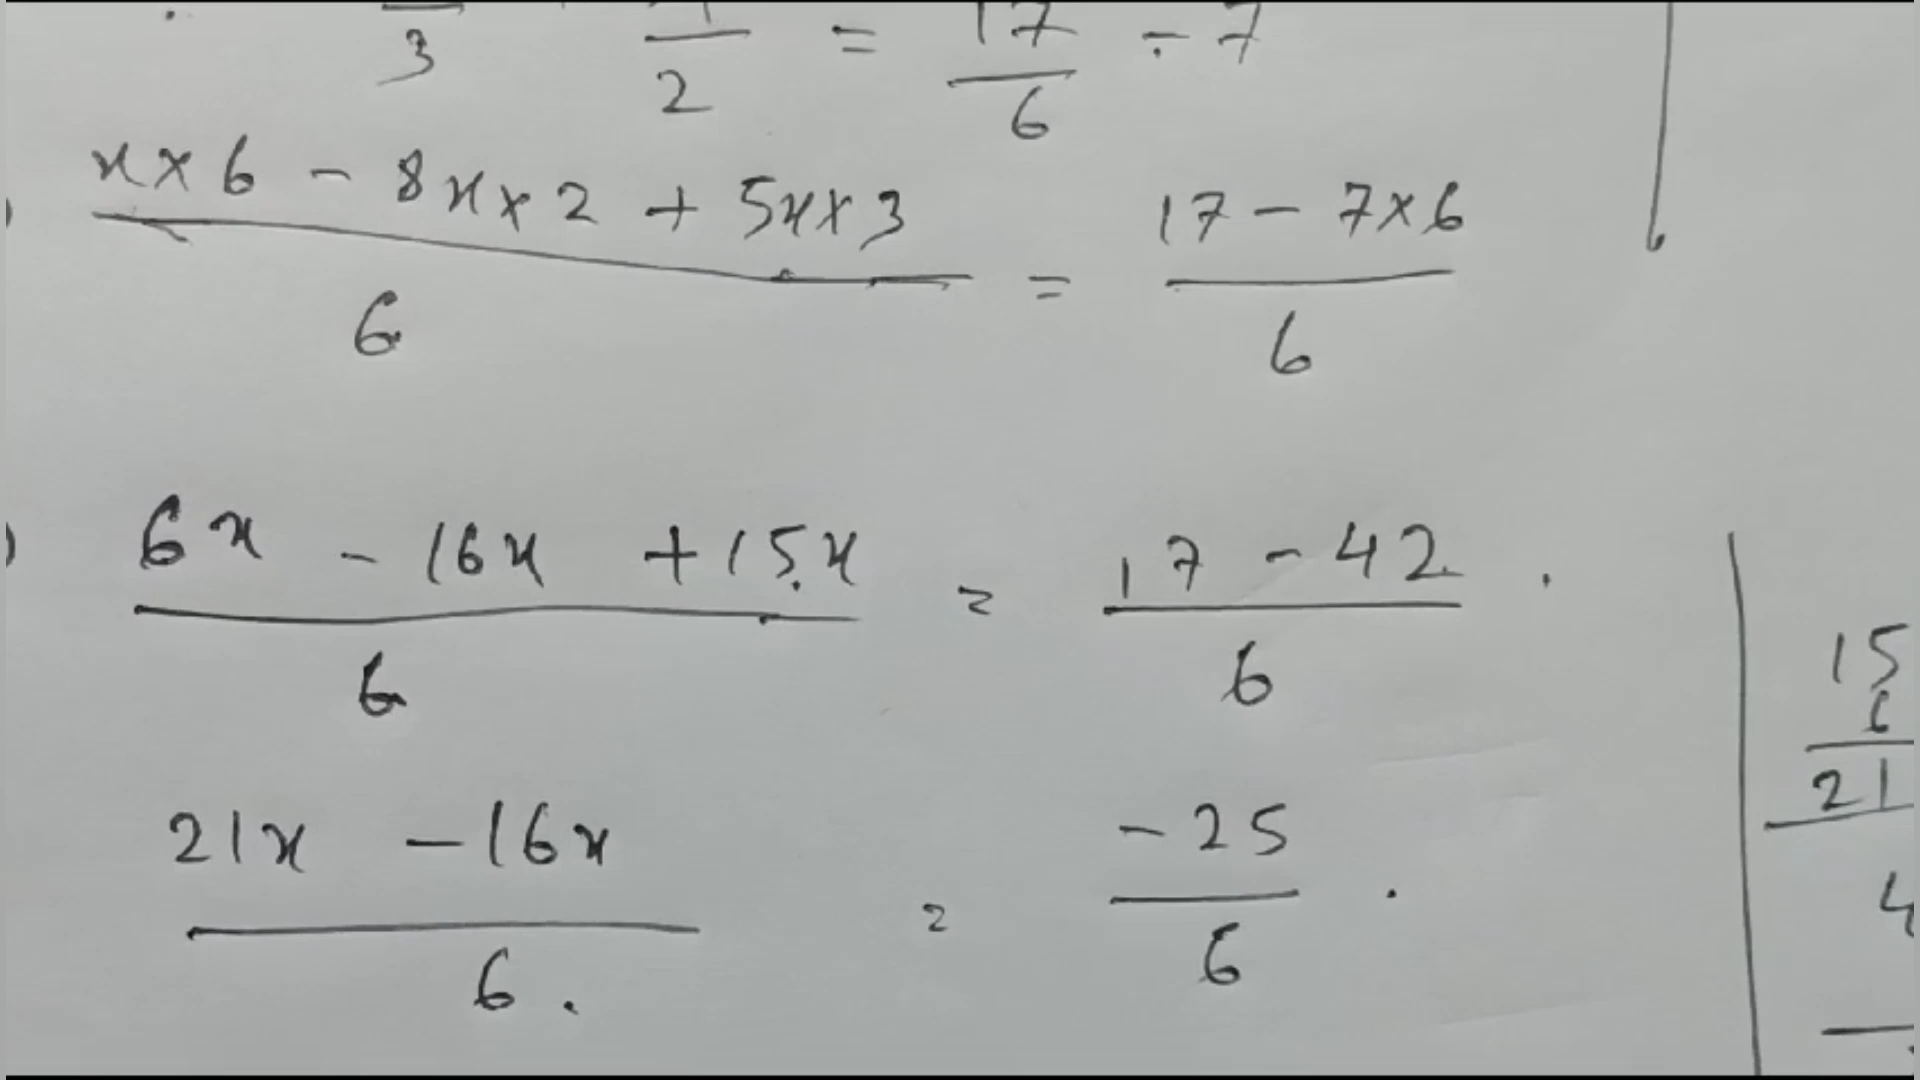 3 2 = 17/6 - 7
(x×6 - 8x×2 + 5x×3)/6 = (17 - 7×6)/6
(6x - 16x + 15x)/6 = (17 - 42)/6
(21x - 16x)/6 = -25/6
15
6
21
4